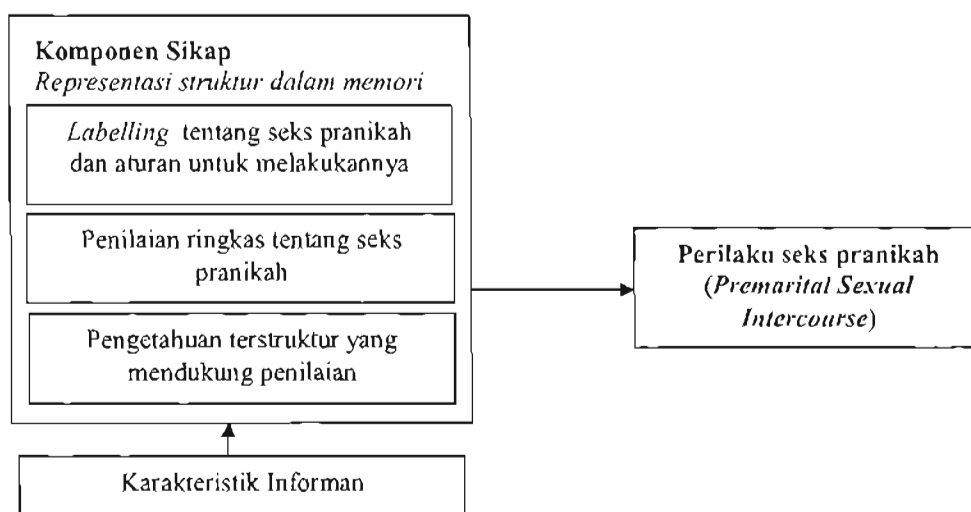 Komponen Sikap
Representasi struktur dalam memori
Labelling tentang seks pranikah
dan aturan untuk melakukannya
Penilaian ringkas tentang seks
pranikah
Pengetahuan terstruktur yang
mendukung penilaian
Karakteristik Informan
Perilaku seks pranikah
(Premarital Sexual
Intercourse)